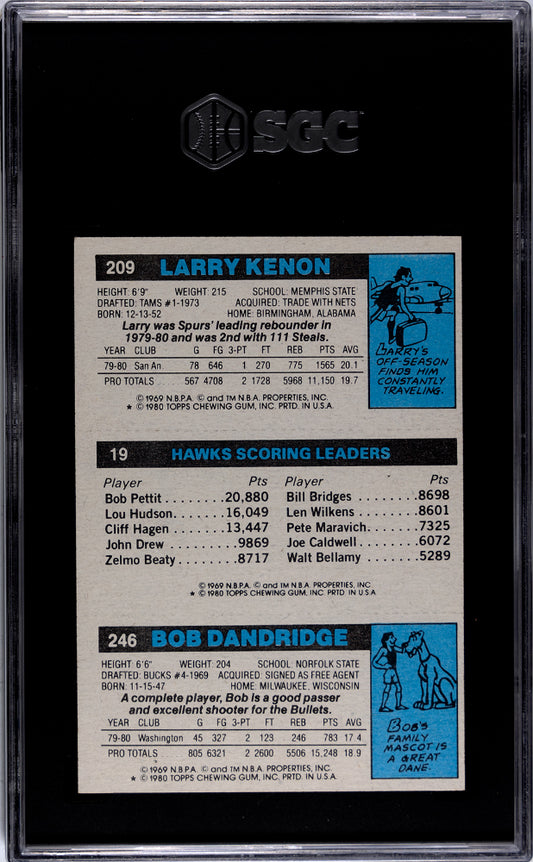 SGC
209 LARRY KENON
HEIGHT: 6'9" WEIGHT: 215 SCHOOL: MEMPHIS STATE
DRAFTED: TAMS #1-1973 ACQUIRED: TRADE WITH NETS
BORN: 12-13-52 HOME: BIRMINGHAM, ALABAMA
Larry was Spurs' leading rebounder in
1979-80 and was 2nd with 111 Steals.
YEAR CLUB G FG 3-PT FT REB PTS AVG
79-80 San An 78 646 1 270 775 1565 20.1
PRO TOTALS..... 567 4708 2 1728 5968 11,150 19.7
© 1969 N.B.P.A. © and TM N.B.A. PROPERTIES, INC.
★ © 1980 TOPPS CHEWING GUM, INC. PRTD. IN U.S.A.
LARRY'S
OFF-SEASON
FINDS HIM
CONSTANTLY
TRAVELING.
19 HAWKS SCORING LEADERS
Player Pts Player Pts
Bob Pettit.......20,880 Bill Bridges........8698
Lou Hudson......16,049 Len Wilkens.......8601
Cliff Hagen.......13,447 Pete Maravich.....7325
John Drew........9869 Joe Caldwell.......6072
Zelmo Beaty.......8717 Walt Bellamy......5289
© 1969 N.B.P.A. © and TM N.B.A. PROPERTIES, INC.
★ © 1980 TOPPS CHEWING GUM, INC. PRTD. IN U.S.A.
246 BOB DANDRIDGE
HEIGHT: 6'6" WEIGHT: 204 SCHOOL: NORFOLK STATE
DRAFTED: BUCKS #4-1969 ACQUIRED: SIGNED AS FREE AGENT
BORN: 11-15-47 HOME: MILWAUKEE, WISCONSIN
A complete player, Bob is a good passer
and excellent shooter for the Bullets.
YEAR CLUB G FG 3-PT FT REB PTS AVG
79-80 Washington 45 327 2 123 246 783 17.4
PRO TOTALS..... 805 6321 2 2600 5506 15,248 18.9
© 1969 N.B.P.A. © and TM N.B.A. PROPERTIES, INC.
★ © 1980 TOPPS CHEWING GUM, INC. PRTD. IN U.S.A.
BOB'S
FAMILY
MASCOT IS
A GREAT
DANE.